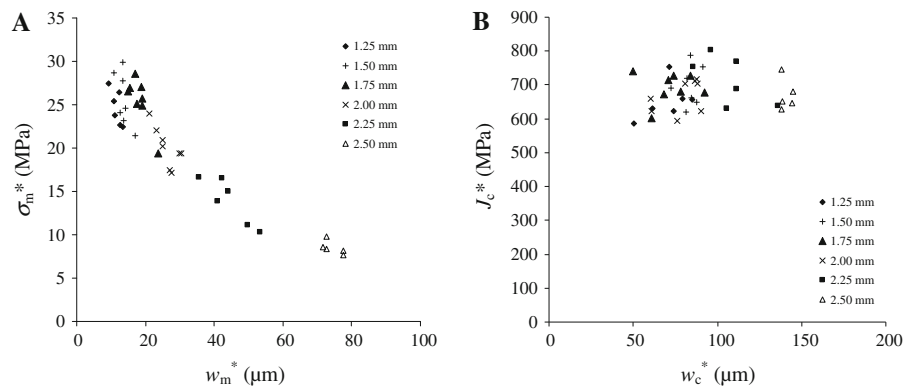 A
σm* (MPa)
35
30
25
20
15
10
5
0
0 20 40 60 80 100
wm* (μm)
1.25 mm
1.50 mm
1.75 mm
2.00 mm
2.25 mm
2.50 mm
B
Jc* (MPa)
900
800
700
600
500
400
300
200
100
0
0 50 100 150 200
wc* (μm)
1.25 mm
1.50 mm
1.75 mm
2.00 mm
2.25 mm
2.50 mm